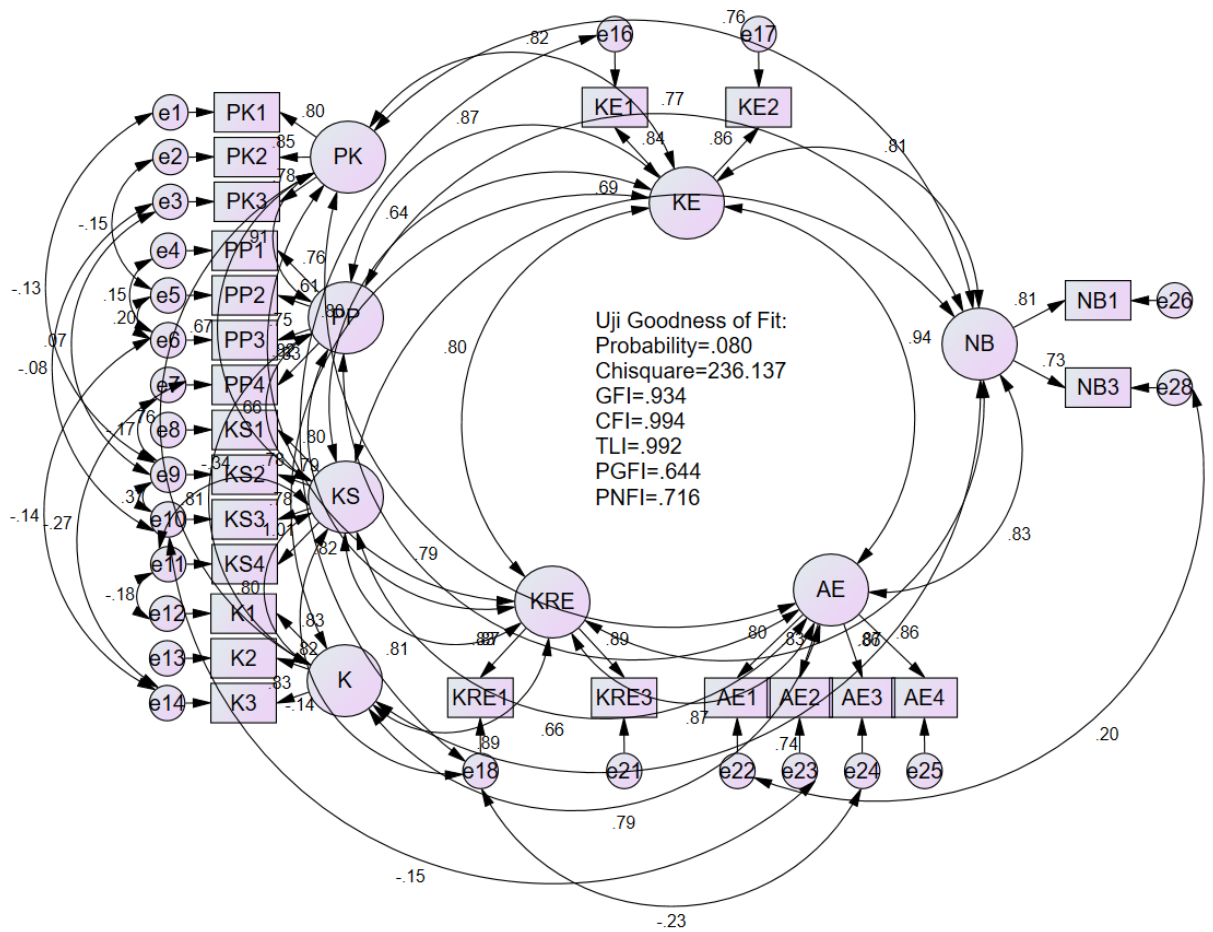 .76
e16
e17
.82
e1
PK1
.80
KE1
KE2
.77
.87
.84
.86
.81
e2
PK2
.85
PK
.78
e3
PK3
.69
KE
.64
-.15
.91
e4
PP1
.76
-.13
e5
PP2
.61
.15
.20
NB1
e26
.81
PP
Uji Goodness of Fit:
Probability=.080
Chisquare=236.137
GFI=.934
CFI=.994
TLI=.992
PGFI=.644
PNFI=.716
e6
PP3
.67
.75
.07
.80
.94
NB
-.08
.73
NB3
e28
e7
PP4
.76
.66
-.17
e8
KS1
.80
e9
KS2
-.34
.78
.79
KS
.37
.81
e10
KS3
.78
1.01
-.14
-.27
.82
.79
.83
e11
KS4
-.18
.80
KRE
AE
e12
K1
.83
.87
.89
.80
.83
.86
e13
K2
.82
.81
K
e14
K3
.83
-.14
KRE1
KRE3
AE1
AE2
AE3
AE4
.66
.87
.89
.74
.20
e18
e21
e22
e23
e24
e25
.79
-.15
-.23